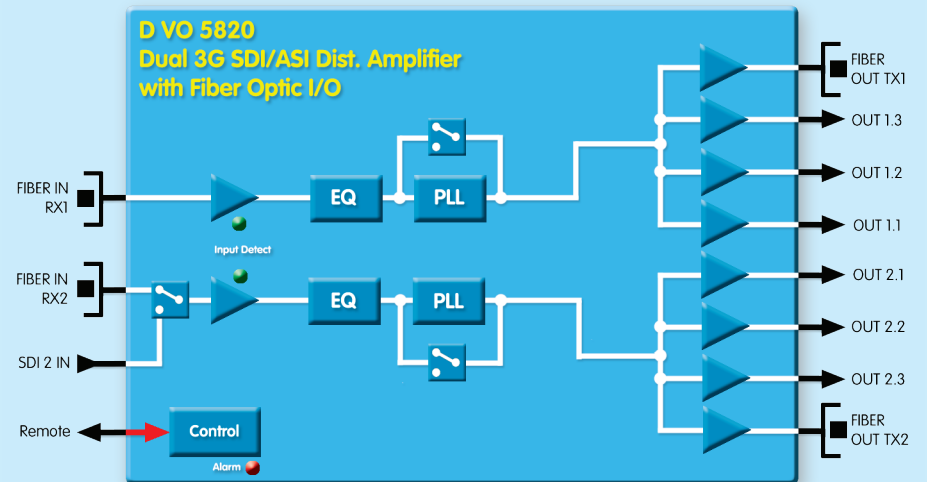 D VO 5820
Dual 3G SDI/ASI Dist. Amplifier
with Fiber Optic I/O
FIBER
OUT TX1
OUT 1.3
OUT 1.2
FIBER IN
RX1
EQ
PLL
OUT 1.1
Input Detect
FIBER IN
RX2
EQ
PLL
OUT 2.1
OUT 2.2
SDI 2 IN
OUT 2.3
Remote
Control
FIBER
OUT TX2
Alarm